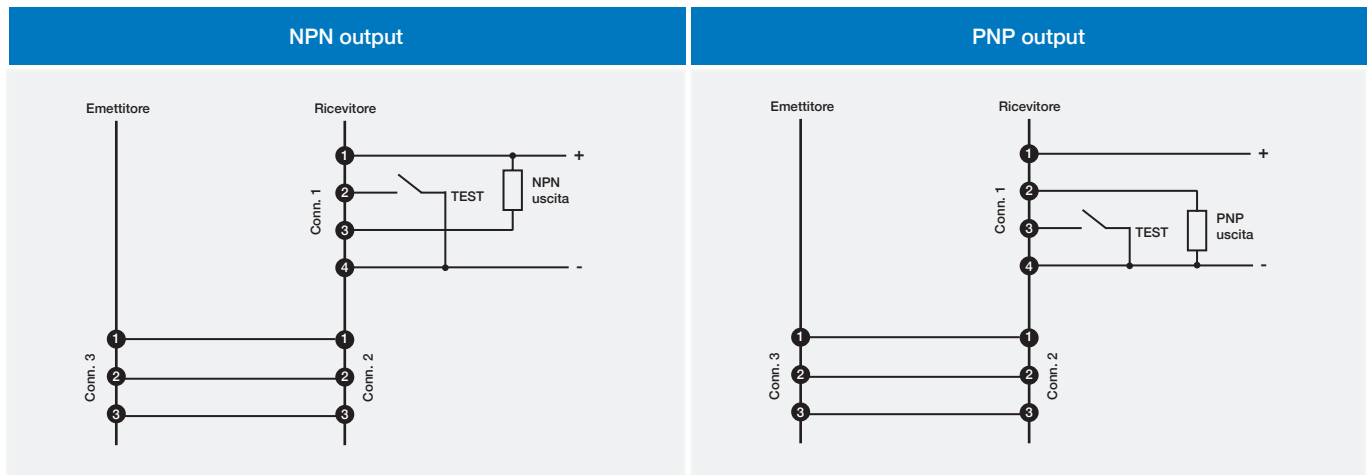 NPN output
Emettitore
Ricevitore
1
+
2
TEST
NPN
uscita
3
Conn. 1
4
-
1
1
2
2
3
3
Conn. 3
Conn. 2
PNP output
Emettitore
Ricevitore
1
+
2
3
TEST
PNP
uscita
Conn. 1
4
-
1
1
2
2
3
3
Conn. 3
Conn. 2